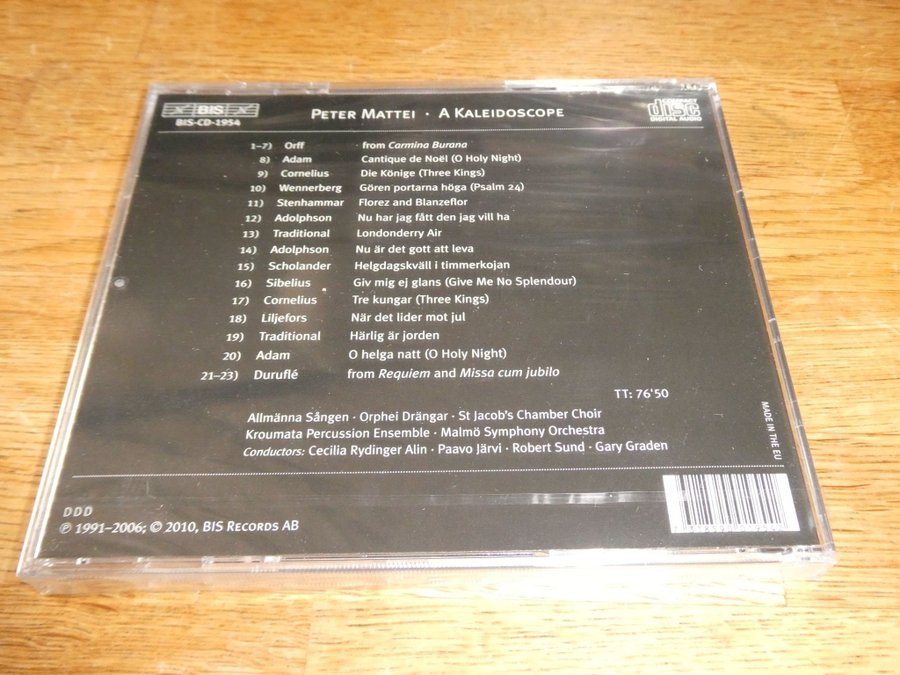 BIS
BIS-CD-1954
PETER MATTEI · A KALEIDOSCOPE
COMPACT
disc
DIGITAL AUDIO
1–7) Orff from Carmina Burana
8) Adam Cantique de Noël (O Holy Night)
9) Cornelius Die Könige (Three Kings)
10) Wennerberg Gören portarna höga (Psalm 24)
11) Stenhammar Florez and Blanzeflor
12) Adolphson Nu har jag fått den jag vill ha
13) Traditional Londonderry Air
14) Adolphson Nu är det gott att leva
15) Scholander Helgdagskväll i timmerkojan
16) Sibelius Giv mig ej glans (Give Me No Splendour)
17) Cornelius Tre kungar (Three Kings)
18) Liljefors När det lider mot jul
19) Traditional Härlig är jorden
20) Adam O helga natt (O Holy Night)
21–23) Duruflé from Requiem and Missa cum jubilo
TT: 76'50
Allmänna Sången · Orphei Drängar · St Jacob's Chamber Choir
Kroumata Percussion Ensemble · Malmö Symphony Orchestra
Conductors: Cecilia Rydinger Alin · Paavo Järvi · Robert Sund · Gary Graden
MADE IN THE EU
DDD
℗ 1991–2006; © 2010, BIS RECORDS AB